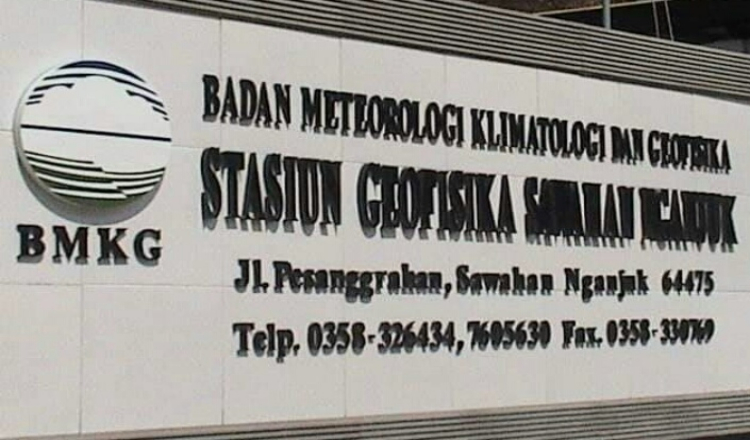 BADAN METEOROLOGI KLIMATOLOGI DAN GEOFISIKA
STASIUN GEOFISIKA SAWAHAN NGANJUK
BMKG
Jl. Pesanggrahan, Sawahan Nganjuk 64475
Telp. 0358-326434, 7605630 Fax. 0358-330769